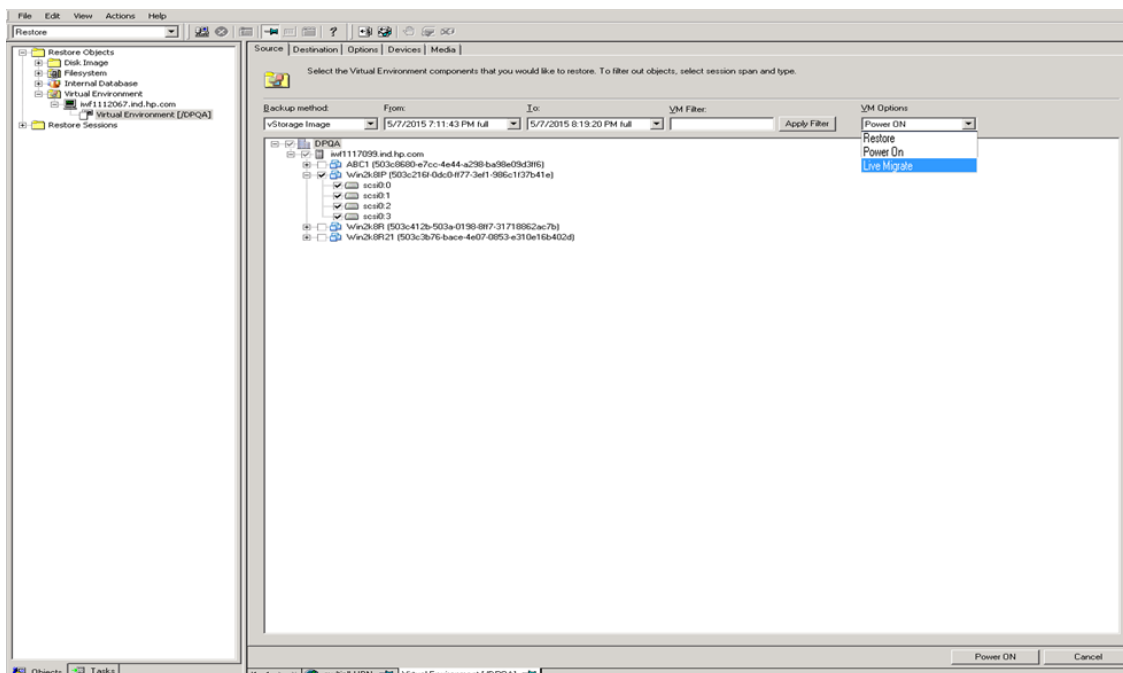 File Edit View Actions Help
Restore
Restore Objects
Disk Image
Filesystem
Internal Database
Virtual Environment
iwf1112067.ind.hp.com
Virtual Environment [/DPQA]
Restore Sessions
Source Destination Options Devices Media
Select the Virtual Environment components that you would like to restore. To filter out objects, select session span and type.
Backup method: From: To: VM Filter: VM Options
vStorage Image 5/7/2015 7:11:43 PM full 5/7/2015 8:19:20 PM full Apply Filter Power ON
Restore
Power On
Live Migrate
DPQA
iwf1117099.ind.hp.com
ABC1 (503c8680-e7cc-4e44-a298-ba98e09d3ff6)
Win2k8IP (503c216f-0dc0-ff77-3ef1-986c1f37b41e)
scsi0:0
scsi0:1
scsi0:2
scsi0:3
Win2k8R (503c412b-503a-0198-8ff7-31718862ac7b)
Win2k8R21 (503c3b76-bace-4e07-0853-e310e16b402d)
Power ON Cancel
Objects Tasks
Virtual Environment [/DPQA]